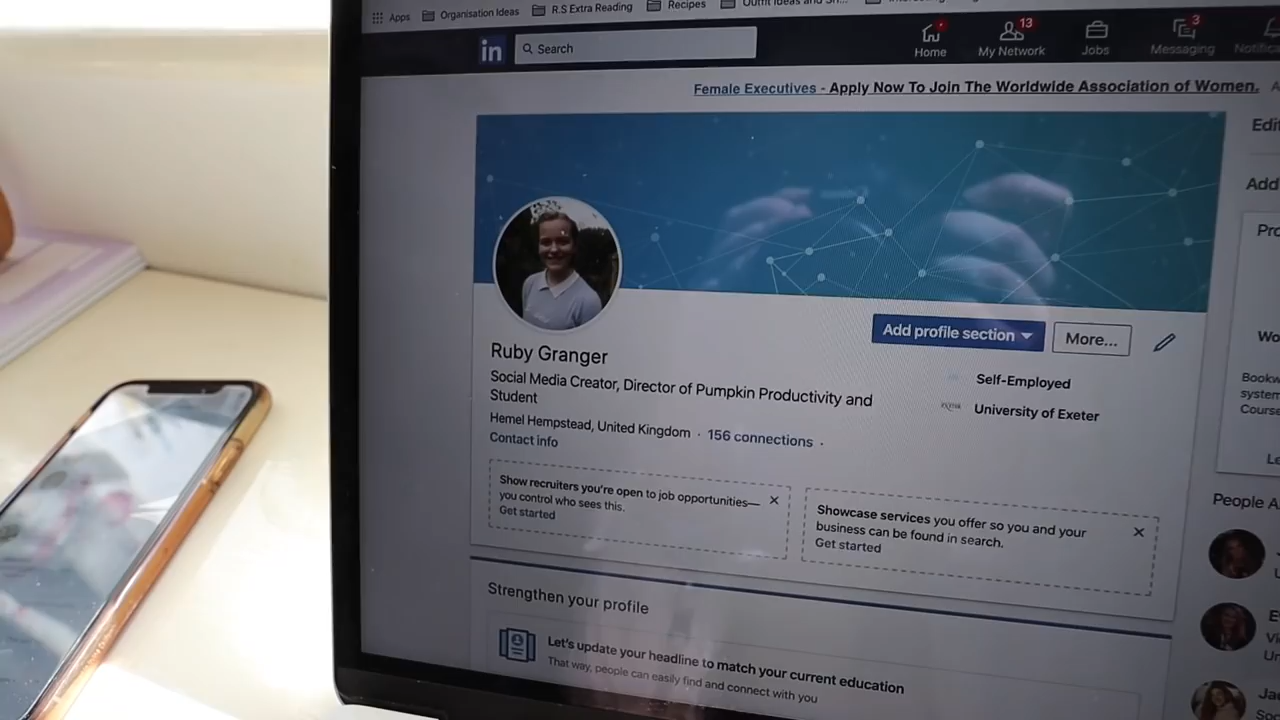 Apps Organisation Ideas R.S Extra Reading Recipes
in Search Home 13 My Network Jobs 3 Messaging
Female Executives - Apply Now To Join The Worldwide Association of Women.
Add profile section More...
Ruby Granger
Social Media Creator, Director of Pumpkin Productivity and
Student
Hemel Hempstead, United Kingdom · 156 connections ·
Contact info
Self-Employed
University of Exeter
Show recruiters you're open to job opportunities—
you control who sees this.
Get started
Showcase services you offer so you and your
business can be found in search.
Get started
Strengthen your profile
Let's update your headline to match your current education
That way, people can easily find and connect with you
Add
People A